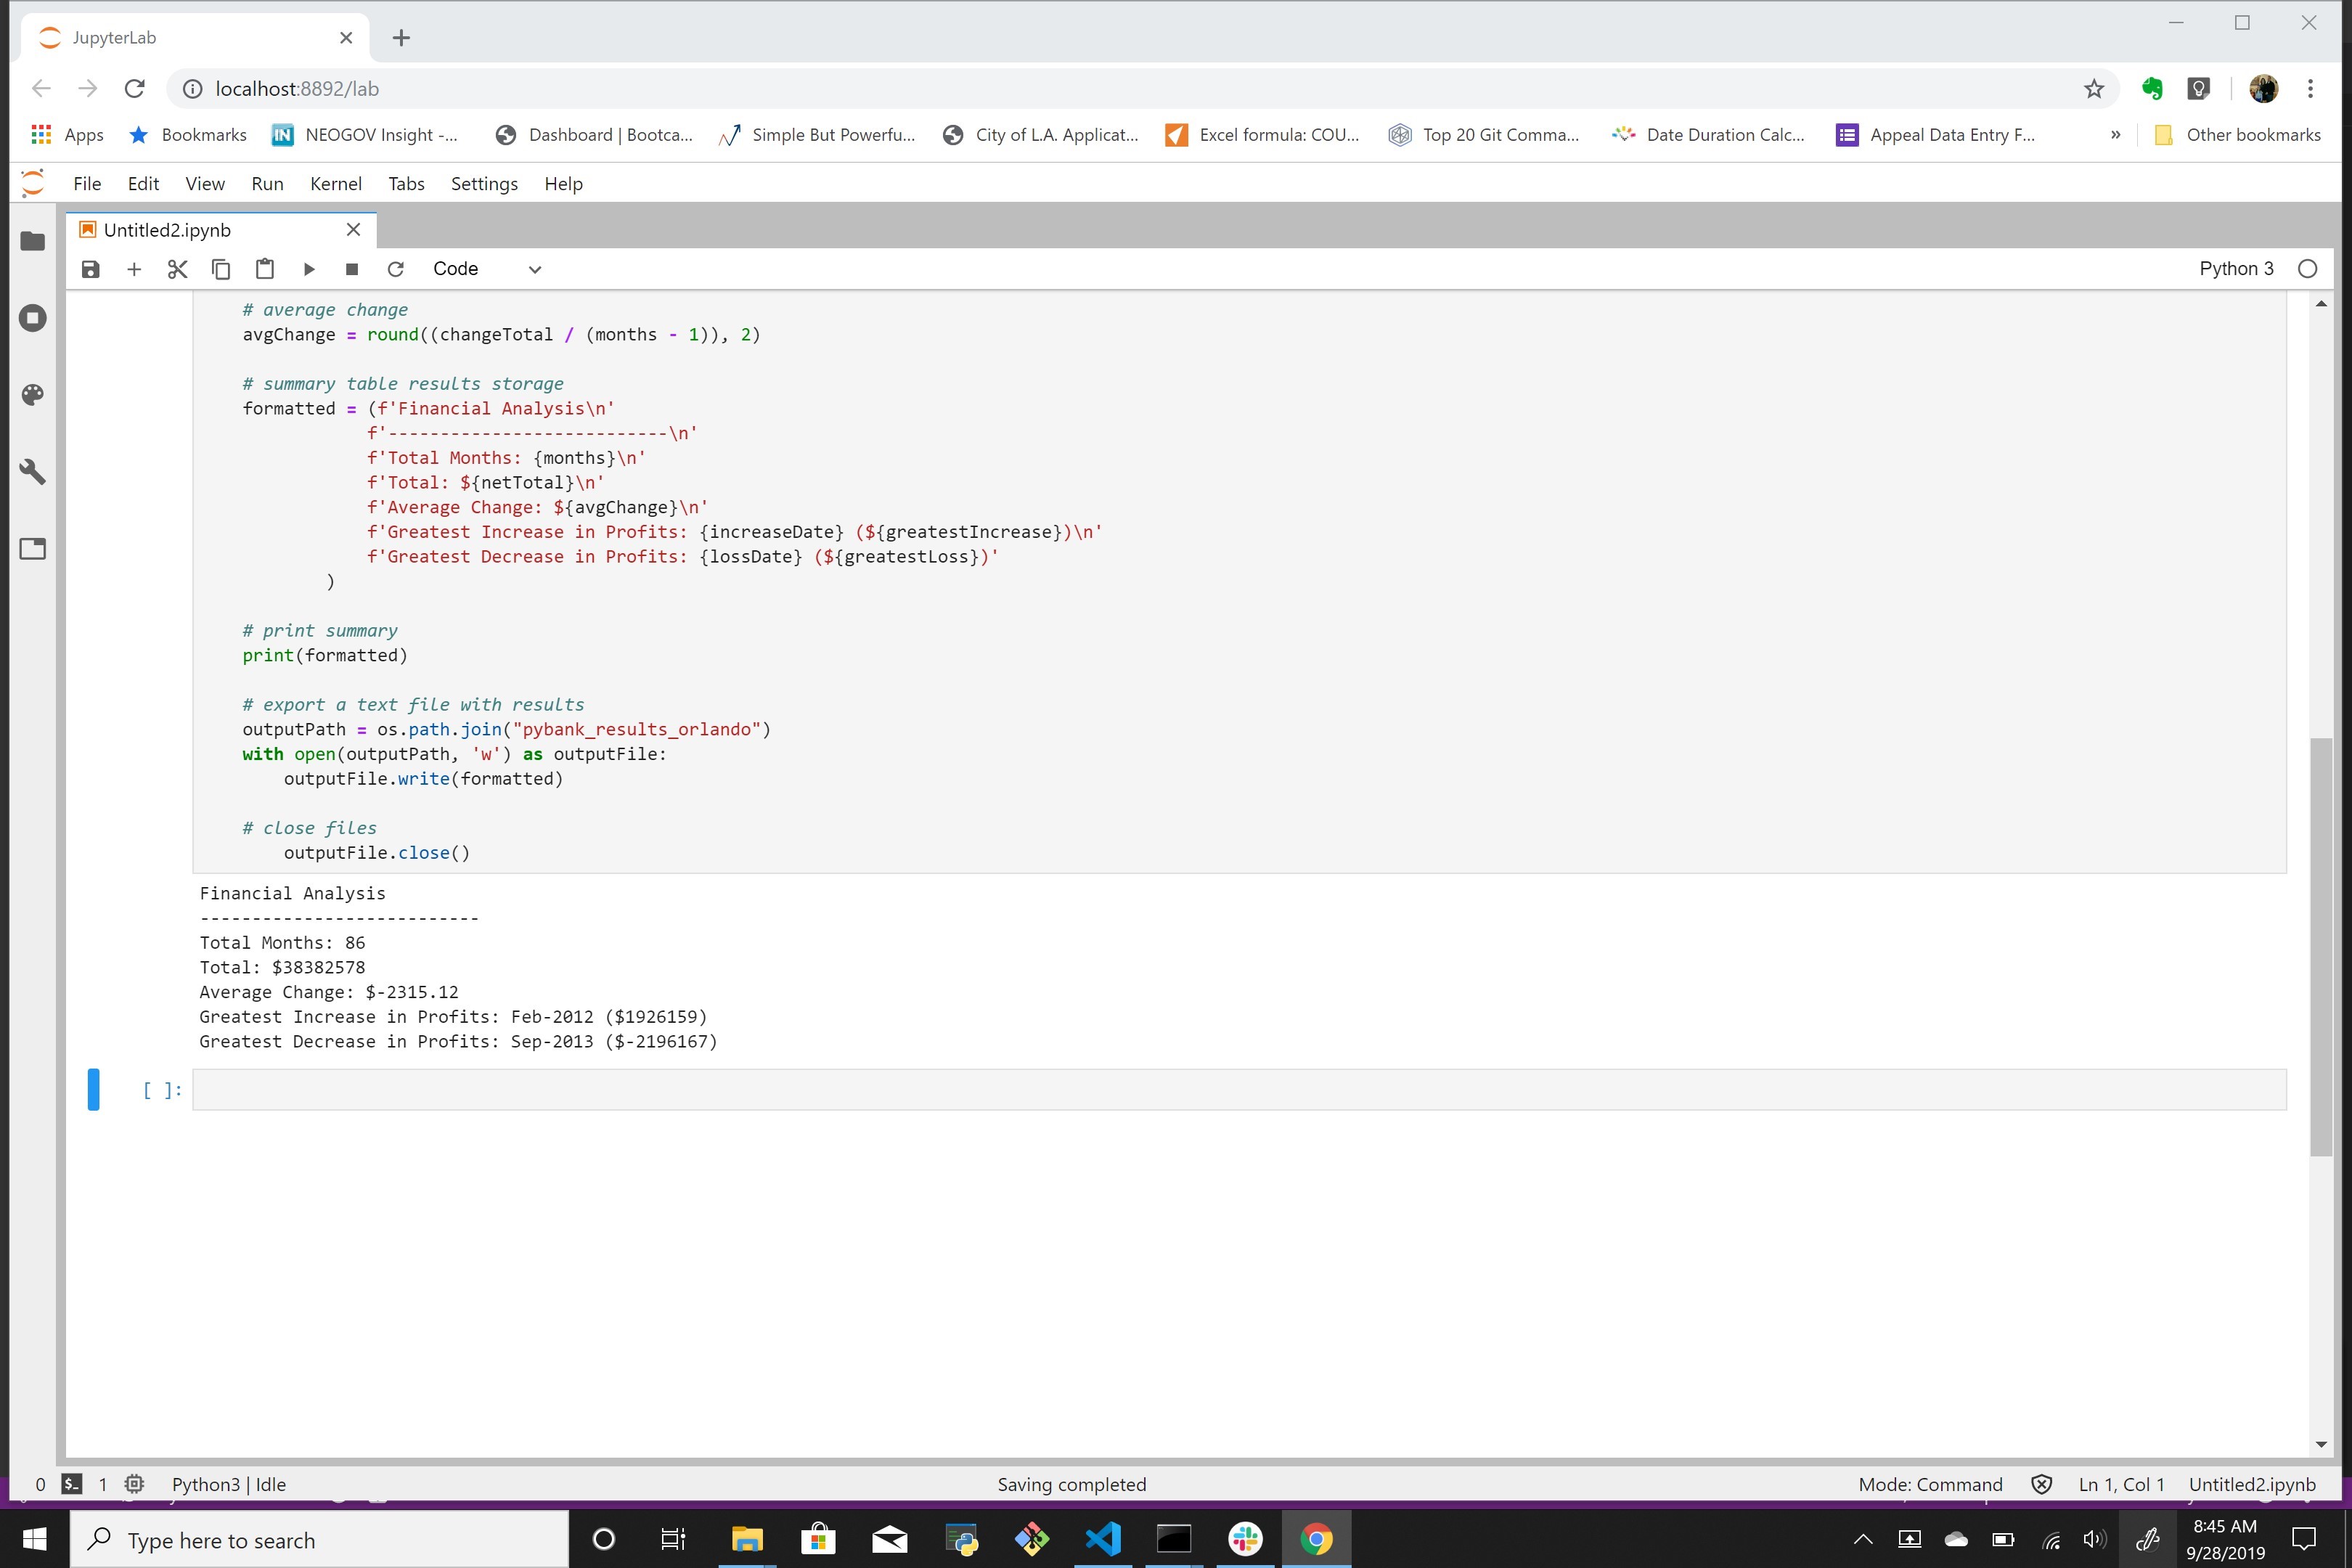 JupyterLab
localhost:8892/lab
Apps Bookmarks NEOGOV Insight -... Dashboard | Bootca... Simple But Powerfu... City of L.A. Applicat... Excel formula: COU... Top 20 Git Comma... Date Duration Calc... Appeal Data Entry F... » Other bookmarks
File Edit View Run Kernel Tabs Settings Help
Untitled2.ipynb
Code Python 3
# average change
avgChange = round((changeTotal / (months - 1)), 2)
# summary table results storage
formatted = (f'Financial Analysis\n'
f'---------------------------\n'
f'Total Months: {months}\n'
f'Total: ${netTotal}\n'
f'Average Change: ${avgChange}\n'
f'Greatest Increase in Profits: {increaseDate} (${greatestIncrease})\n'
f'Greatest Decrease in Profits: {lossDate} (${greatestLoss})'
)
# print summary
print(formatted)
# export a text file with results
outputPath = os.path.join("pybank_results_orlando")
with open(outputPath, 'w') as outputFile:
outputFile.write(formatted)
# close files
outputFile.close()
Financial Analysis
---------------------------
Total Months: 86
Total: $38382578
Average Change: $-2315.12
Greatest Increase in Profits: Feb-2012 ($1926159)
Greatest Decrease in Profits: Sep-2013 ($-2196167)
[ ]:
0 $_ 1 Python3 | Idle Saving completed Mode: Command Ln 1, Col 1 Untitled2.ipynb
Type here to search 8:45 AM
9/28/2019